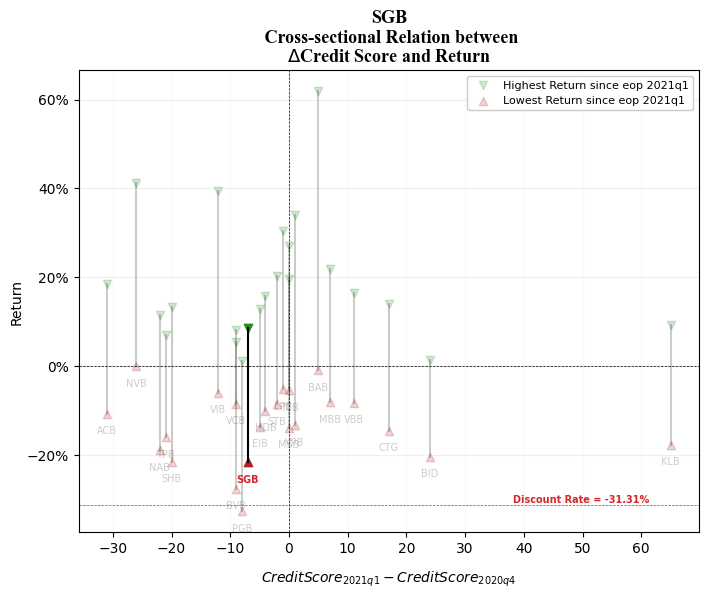 SGB
Cross-sectional Relation between
ΔCredit Score and Return
Highest Return since eop 2021q1
Lowest Return since eop 2021q1
60%
40%
20%
0%
−20%
Return
NVB
BAB
VIB
ACB
VCB
STB
MBB
VBB
EIB
CTG
NAB
SHB
SGB
BID
KLB
BVB
PGB
Discount Rate = -31.31%
−30
−20
−10
0
10
20
30
40
50
60
CreditScore2021q1 − CreditScore2020q4